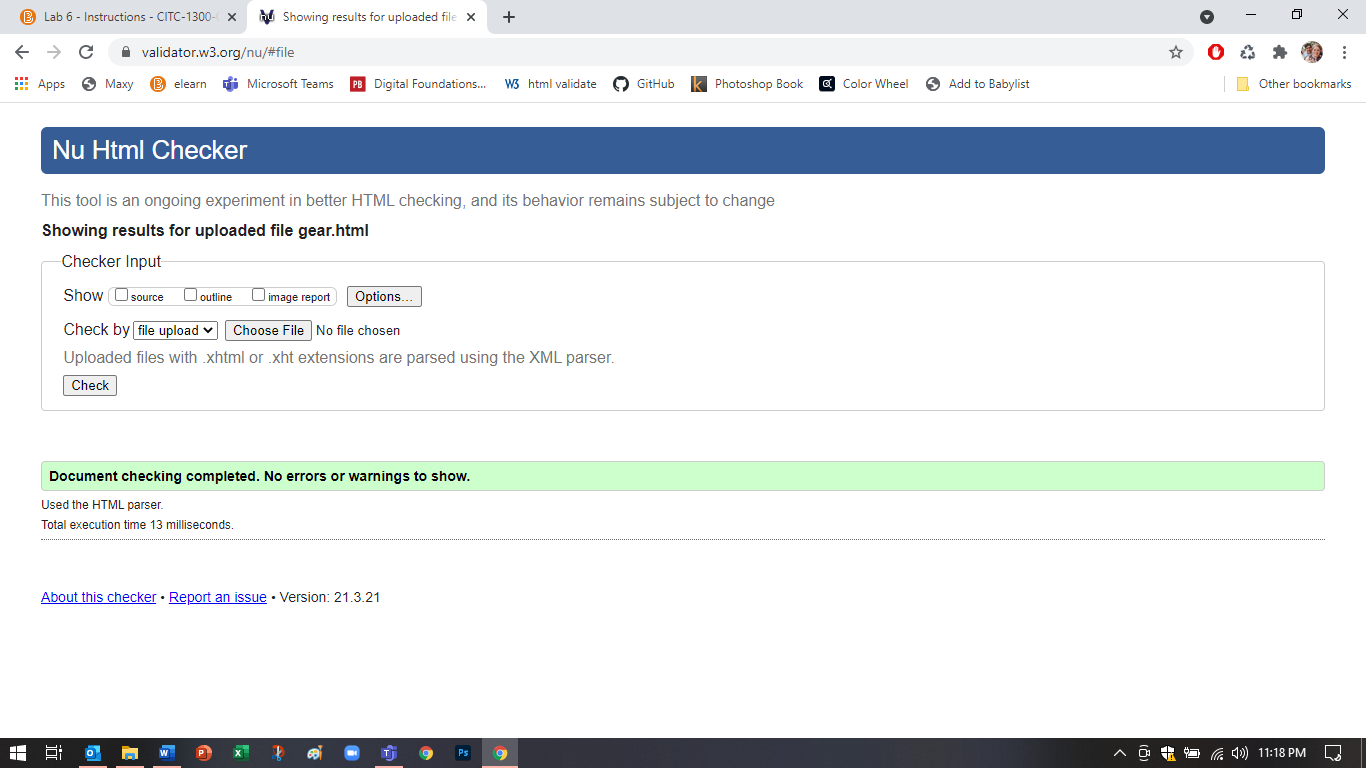 Lab 6 - Instructions - CITC-1300-
Showing results for uploaded file
validator.w3.org/nu/#file
Apps Maxy elearn Microsoft Teams Digital Foundations... html validate GitHub Photoshop Book Color Wheel Add to Babylist Other bookmarks
Nu Html Checker
This tool is an ongoing experiment in better HTML checking, and its behavior remains subject to change
Showing results for uploaded file gear.html
Checker Input
Show source outline image report Options...
Check by file upload Choose File No file chosen
Uploaded files with .xhtml or .xht extensions are parsed using the XML parser.
Check
Document checking completed. No errors or warnings to show.
Used the HTML parser.
Total execution time 13 milliseconds.
About this checker • Report an issue • Version: 21.3.21
11:18 PM